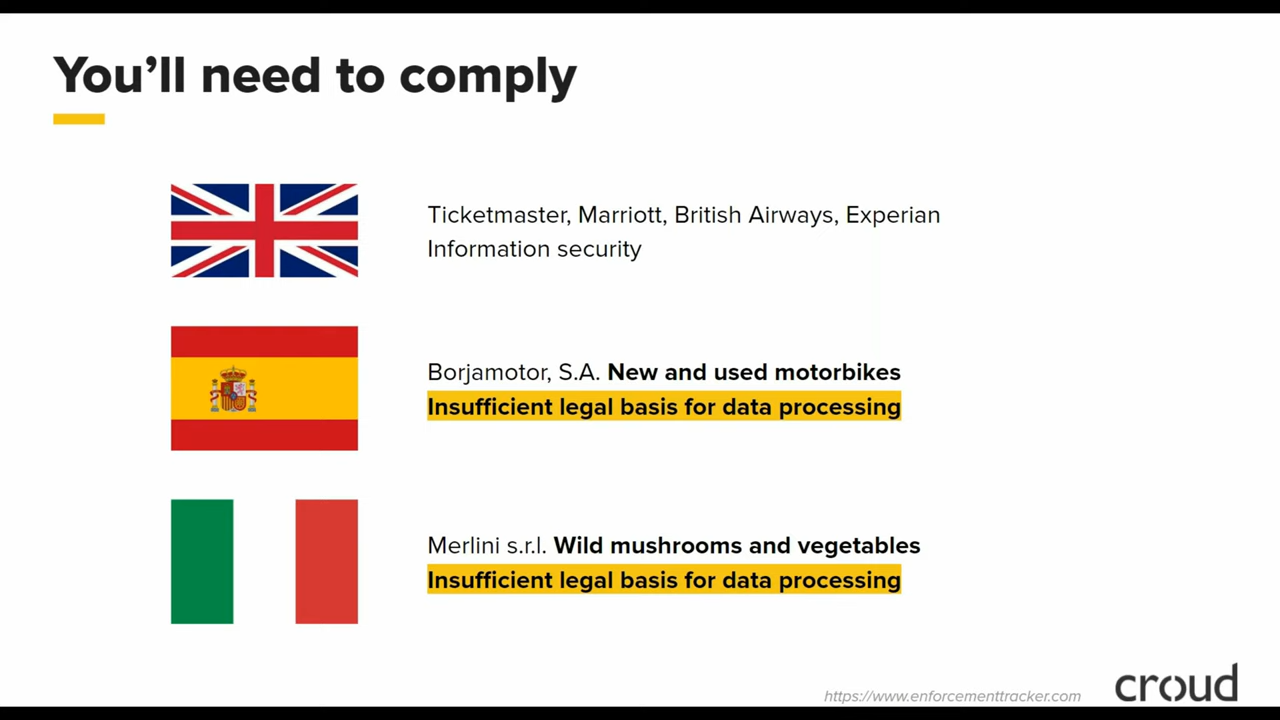 You'll need to comply
Ticketmaster, Marriott, British Airways, Experian
Information security
Borjamotor, S.A. New and used motorbikes
Insufficient legal basis for data processing
Merlini s.r.l. Wild mushrooms and vegetables
Insufficient legal basis for data processing
https://www.enforcementtracker.com
croud